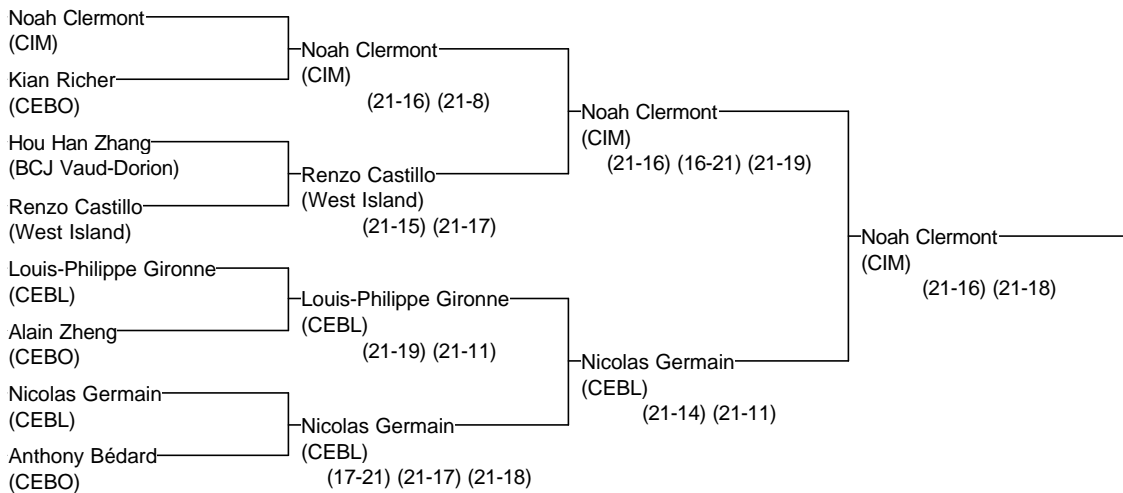 Noah Clermont
(CIM)
Kian Richer
(CEBO)
Hou Han Zhang
(BCJ Vaud-Dorion)
Renzo Castillo
(West Island)
Louis-Philippe Gironne
(CEBL)
Alain Zheng
(CEBO)
Nicolas Germain
(CEBL)
Anthony Bédard
(CEBO)
Noah Clermont
(CIM)
(21-16) (21-8)
Renzo Castillo
(West Island)
(21-15) (21-17)
Louis-Philippe Gironne
(CEBL)
(21-19) (21-11)
Nicolas Germain
(CEBL)
(17-21) (21-17) (21-18)
Noah Clermont
(CIM)
(21-16) (16-21) (21-19)
Nicolas Germain
(CEBL)
(21-14) (21-11)
Noah Clermont
(CIM)
(21-16) (21-18)